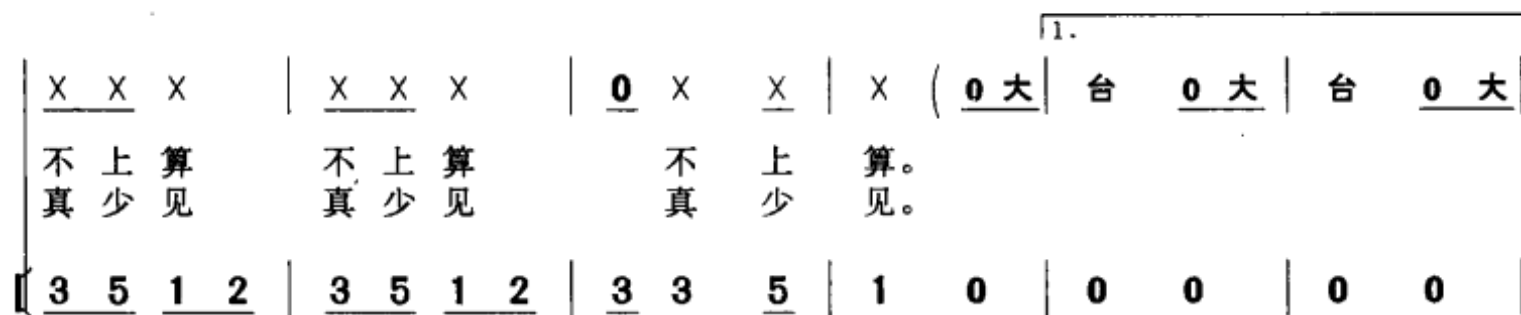 1.
X X X | X X X | 0 X X | X ( 0 大 | 台 0 大 | 台 0 大
不上算 不上算 不 上 算。
真少见 真少见 真 少 见。
3 5 1 2 | 3 5 1 2 | 3 3 5 | 1 0 | 0 0 | 0 0